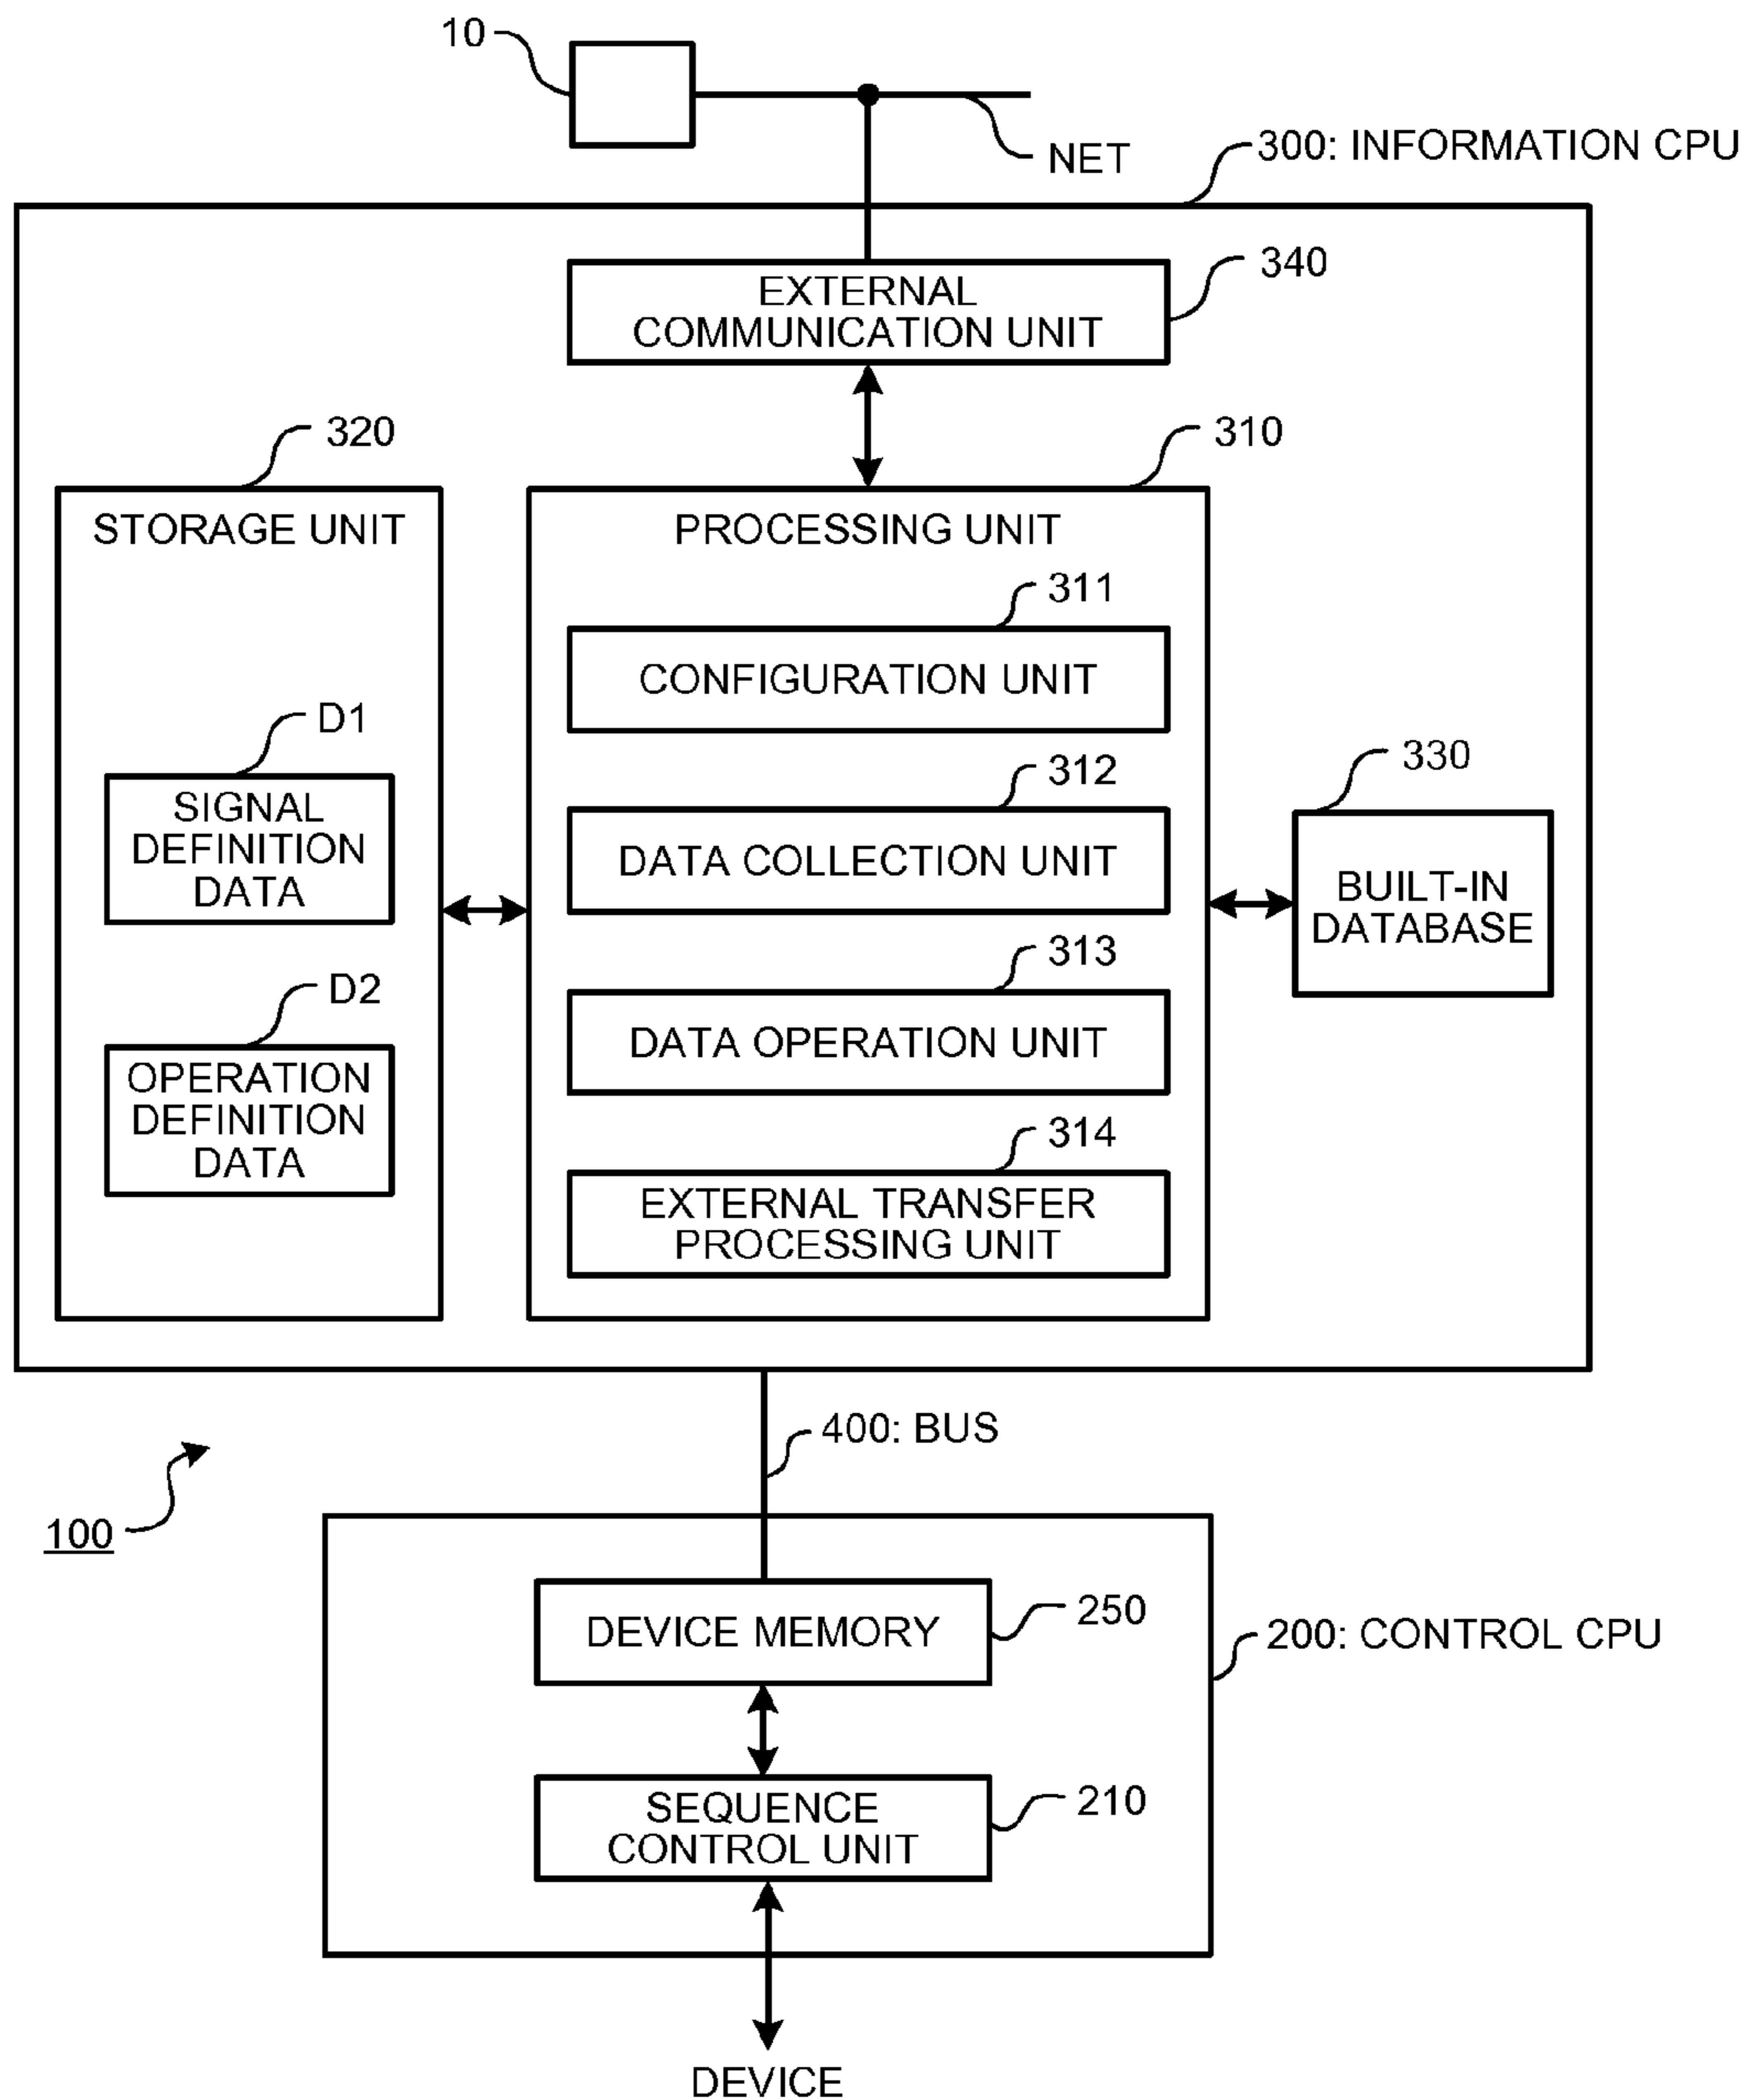 10
NET
300: INFORMATION CPU
340
EXTERNAL
COMMUNICATION UNIT
320
310
STORAGE UNIT
PROCESSING UNIT
311
CONFIGURATION UNIT
D1
SIGNAL
DEFINITION
DATA
312
DATA COLLECTION UNIT
330
BUILT-IN
DATABASE
313
DATA OPERATION UNIT
D2
OPERATION
DEFINITION
DATA
314
EXTERNAL TRANSFER
PROCESSING UNIT
400: BUS
100
DEVICE MEMORY
250
200: CONTROL CPU
SEQUENCE
CONTROL UNIT
210
DEVICE